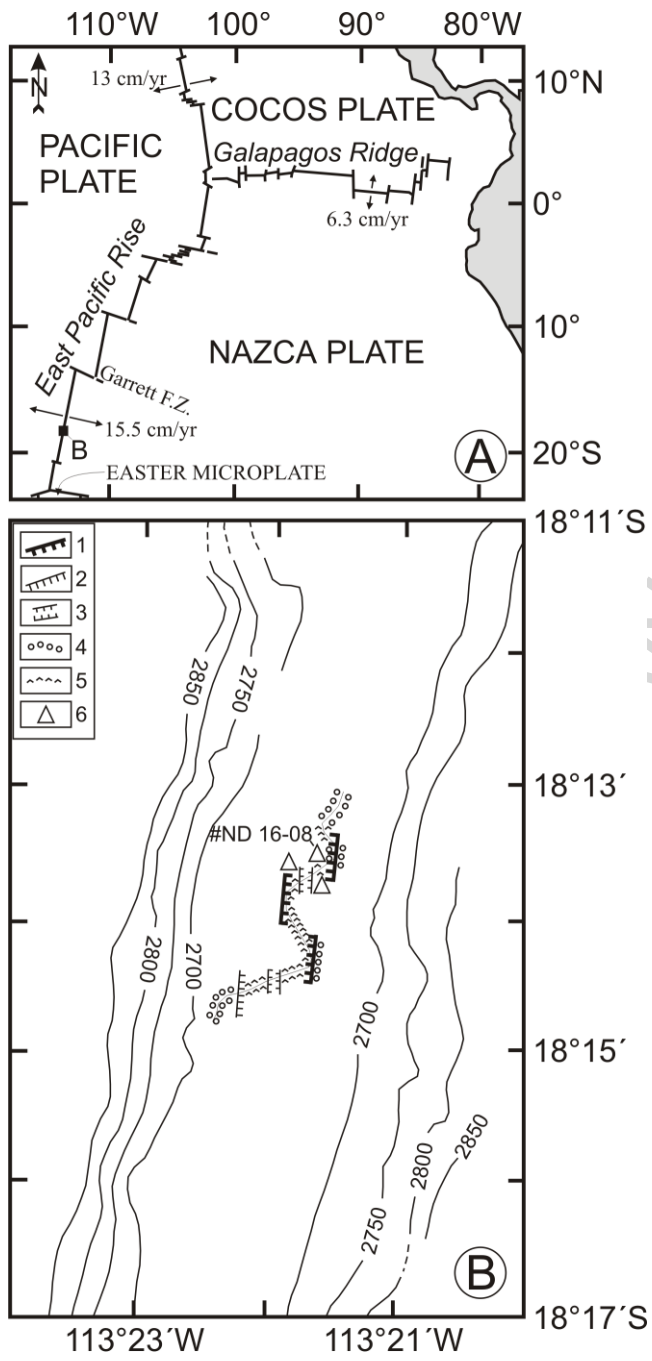 110°W 100° 90° 80°W
N
13 cm/yr
COCOS PLATE
10°N
PACIFIC
PLATE
Galapagos Ridge
6.3 cm/yr
0°
East Pacific Rise
NAZCA PLATE
10°
Garrett F.Z.
15.5 cm/yr
B
A
20°S
EASTER MICROPLATE
18°11´S
1
2
3
4
5
6
2850
2750
18°13´
#ND 16-08
2800
2700
2700
18°15´
2750
2800
2850
B
18°17´S
113°23´W 113°21´W